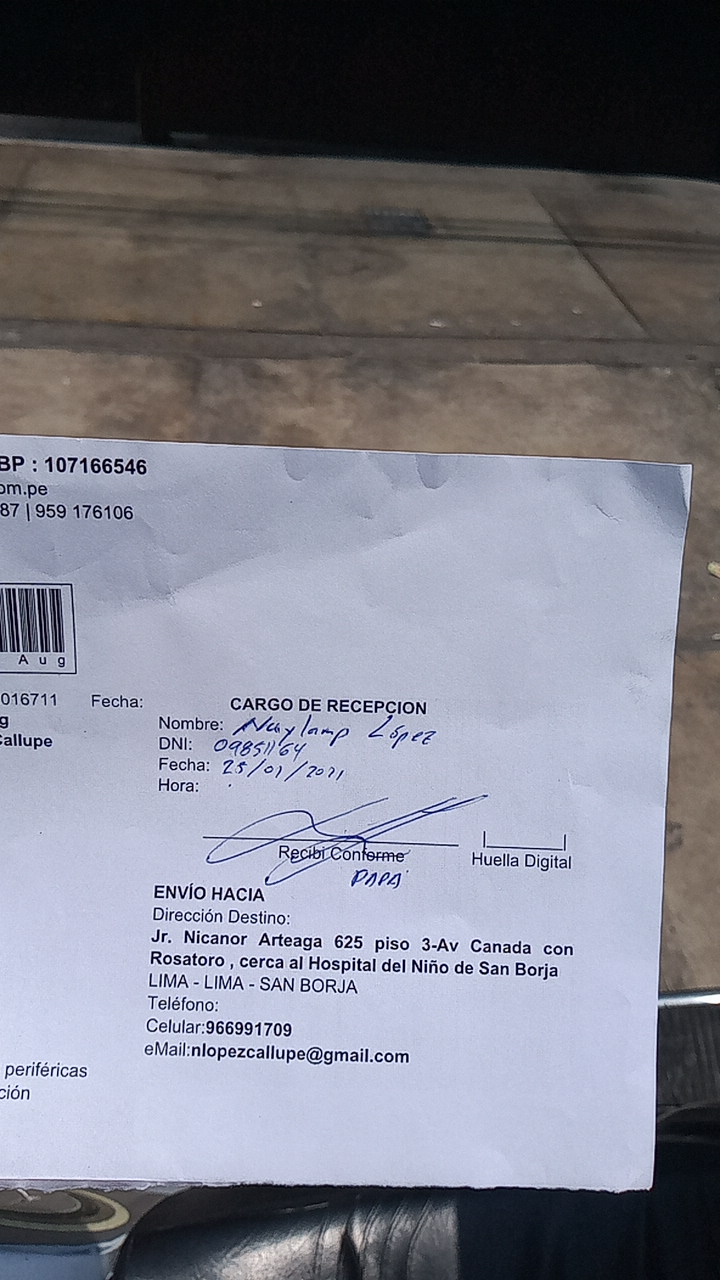 BP : 107166546
om.pe
87 | 959 176106
A u g
016711 Fecha:
g
Callupe
CARGO DE RECEPCION
Nombre: Naylamp López
DNI: 09851164
Fecha: 25/01/2021
Hora:
Recibi Conforme
PAPA
Huella Digital
ENVÍO HACIA
Dirección Destino:
Jr. Nicanor Arteaga 625 piso 3-Av Canada con
Rosatoro , cerca al Hospital del Niño de San Borja
LIMA - LIMA - SAN BORJA
Teléfono:
Celular:966991709
eMail:nlopezcallupe@gmail.com
periféricas
ción